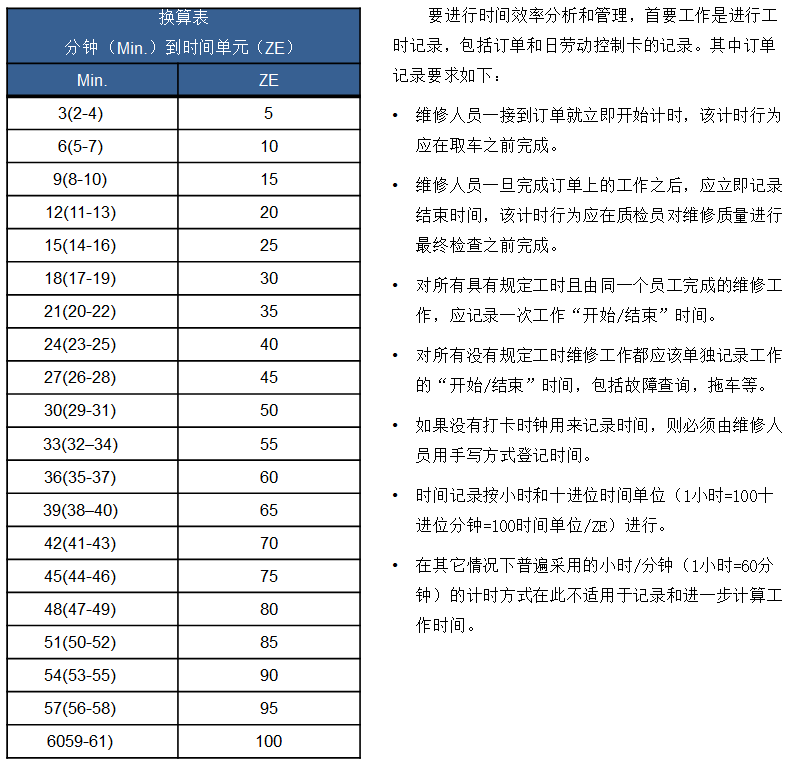 换算表
分钟（Min.）到时间单元（ZE）
Min. ZE
3(2-4) 5
6(5-7) 10
9(8-10) 15
12(11-13) 20
15(14-16) 25
18(17-19) 30
21(20-22) 35
24(23-25) 40
27(26-28) 45
30(29-31) 50
33(32–34) 55
36(35-37) 60
39(38–40) 65
42(41-43) 70
45(44-46) 75
48(47-49) 80
51(50-52) 85
54(53-55) 90
57(56-58) 95
6059-61) 100
要进行时间效率分析和管理，首要工作是进行工
时记录，包括订单和日劳动控制卡的记录。其中订单
记录要求如下：
• 维修人员一接到订单就立即开始计时，该计时行为
应在取车之前完成。
• 维修人员一旦完成订单上的工作之后，应立即记录
结束时间，该计时行为应在质检员对维修质量进行
最终检查之前完成。
• 对所有具有规定工时且由同一个员工完成的维修工
作，应记录一次工作“开始/结束”时间。
• 对所有没有规定工时维修工作都应该单独记录工作
的“开始/结束”时间，包括故障查询，拖车等。
• 如果没有打卡时钟用来记录时间，则必须由维修人
员用手写方式登记时间。
• 时间记录按小时和十进位时间单位（1小时=100十
进位分钟=100时间单位/ZE）进行。
• 在其它情况下普遍采用的小时/分钟（1小时=60分
钟）的计时方式在此不适用于记录和进一步计算工
作时间。